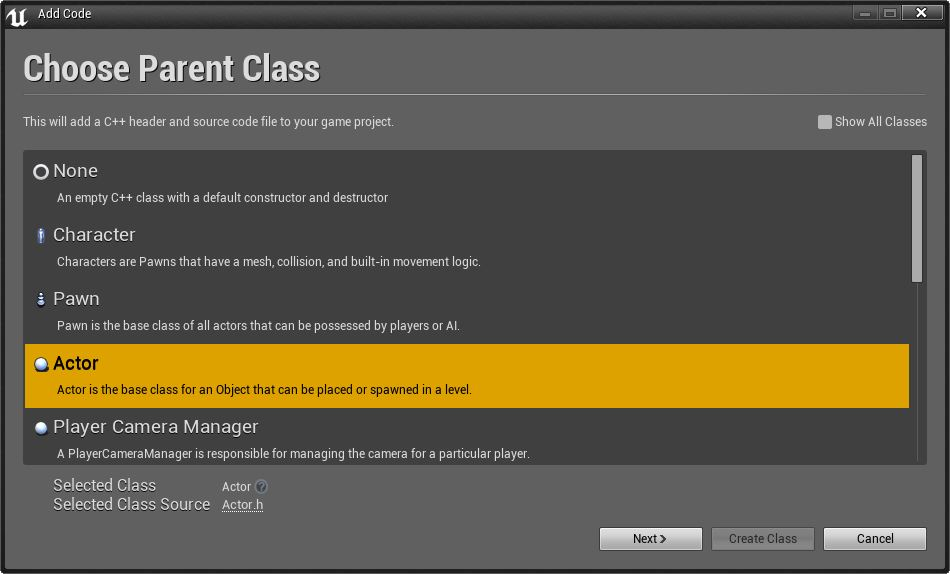 Add Code
Choose Parent Class
This will add a C++ header and source code file to your game project.
Show All Classes
None
An empty C++ class with a default constructor and destructor
Character
Characters are Pawns that have a mesh, collision, and built-in movement logic.
Pawn
Pawn is the base class of all actors that can be possessed by players or AI.
Actor
Actor is the base class for an Object that can be placed or spawned in a level.
Player Camera Manager
A PlayerCameraManager is responsible for managing the camera for a particular player.
Selected Class Actor ?
Selected Class Source Actor.h
Next > Create Class Cancel